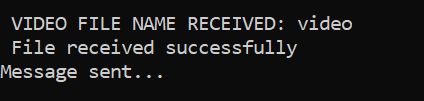 VIDEO FILE NAME RECEIVED: video
File received successfully
Message sent...